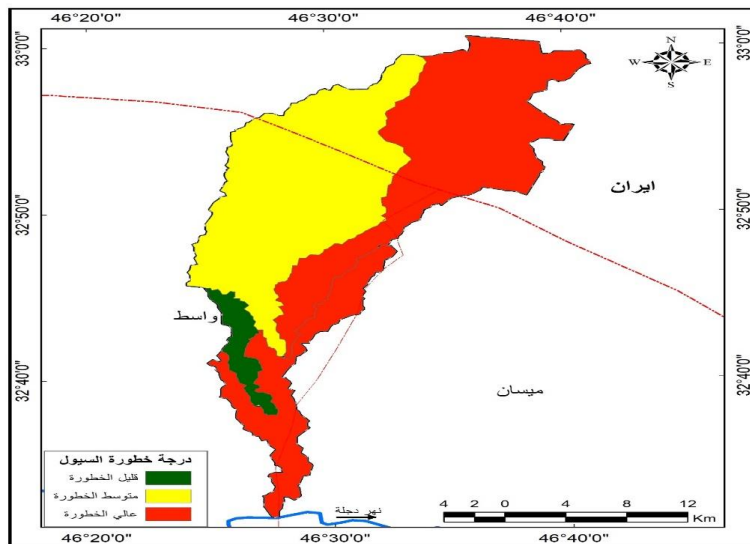 46°20'0"
46°30'0"
46°40'0"
33°0'0"
33°0'0"
N
W
E
S
ايران
32°50'0"
32°50'0"
واسط
32°40'0"
32°40'0"
ميسان
درجة خطورة السيول
قليل الخطورة
متوسط الخطورة
عالي الخطورة
نهر دجلة
4 2 0 4 8 12
Km
46°20'0"
46°30'0"
46°40'0"